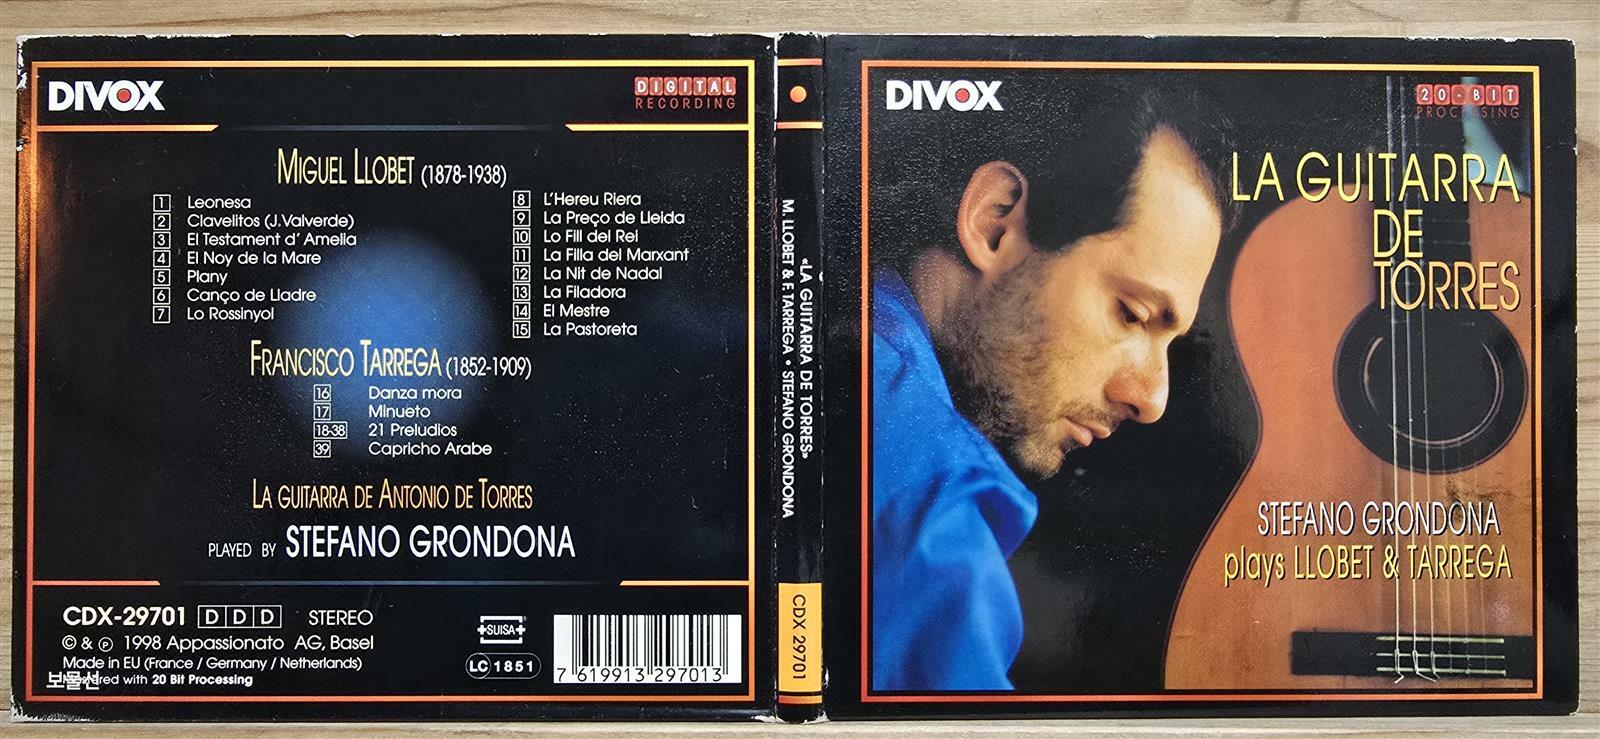 DIVOX
DIGITAL
RECORDING
MIGUEL LLOBET (1878-1938)
1 Leonesa
2 Clavelitos (J.Valverde)
3 El Testament d' Amelia
4 El Noy de la Mare
5 Plany
6 Canço de Lladre
7 Lo Rossinyol
8 L'Hereu Riera
9 La Preço de Lleida
10 Lo Fill del Rei
11 La Filla del Marxant
12 La Nit de Nadal
13 La Filadora
14 El Mestre
15 La Pastoreta
FRANCISCO TARREGA (1852-1909)
16 Danza mora
17 Minueto
18-38 21 Preludios
39 Capricho Arabe
LA GUITARRA DE ANTONIO DE TORRES
PLAYED BY STEFANO GRONDONA
CDX-29701 DDD STEREO
© & ℗ 1998 Appassionato AG, Basel
Made in EU (France / Germany / Netherlands)
Mastered with 20 Bit Processing
보물선
SUISA
LC 1851
7 619913 297013
«LA GUITARRA DE TORRES»
M. LLOBET & F. TARREGA • STEFANO GRONDONA
CDX 29701
DIVOX
20-BIT
PROCESSING
LA GUITARRA
DE
TORRES
STEFANO GRONDONA
plays LLOBET & TARREGA